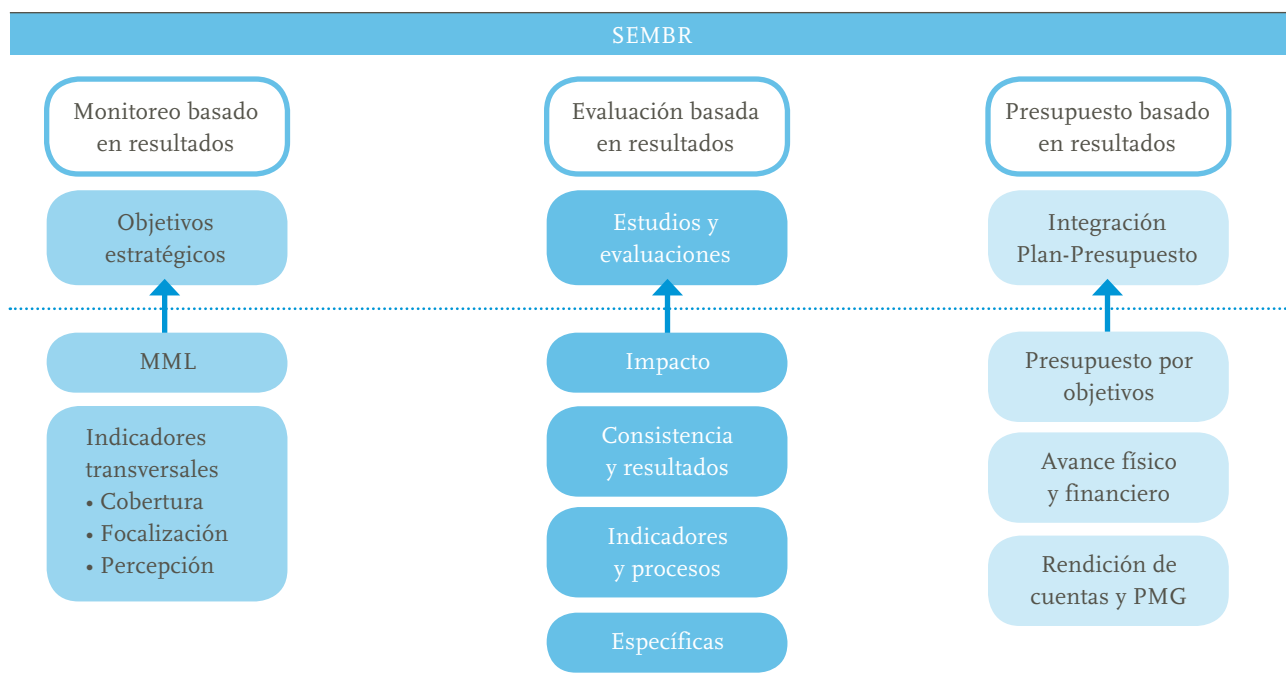 SEMBR
Monitoreo basado
en resultados
Objetivos
estratégicos
MML
Indicadores
transversales
• Cobertura
• Focalización
• Percepción
Evaluación basada
en resultados
Estudios y
evaluaciones
Impacto
Consistencia
y resultados
Indicadores
y procesos
Específicas
Presupuesto basado
en resultados
Integración
Plan-Presupuesto
Presupuesto por
objetivos
Avance físico
y financiero
Rendición de
cuentas y PMG